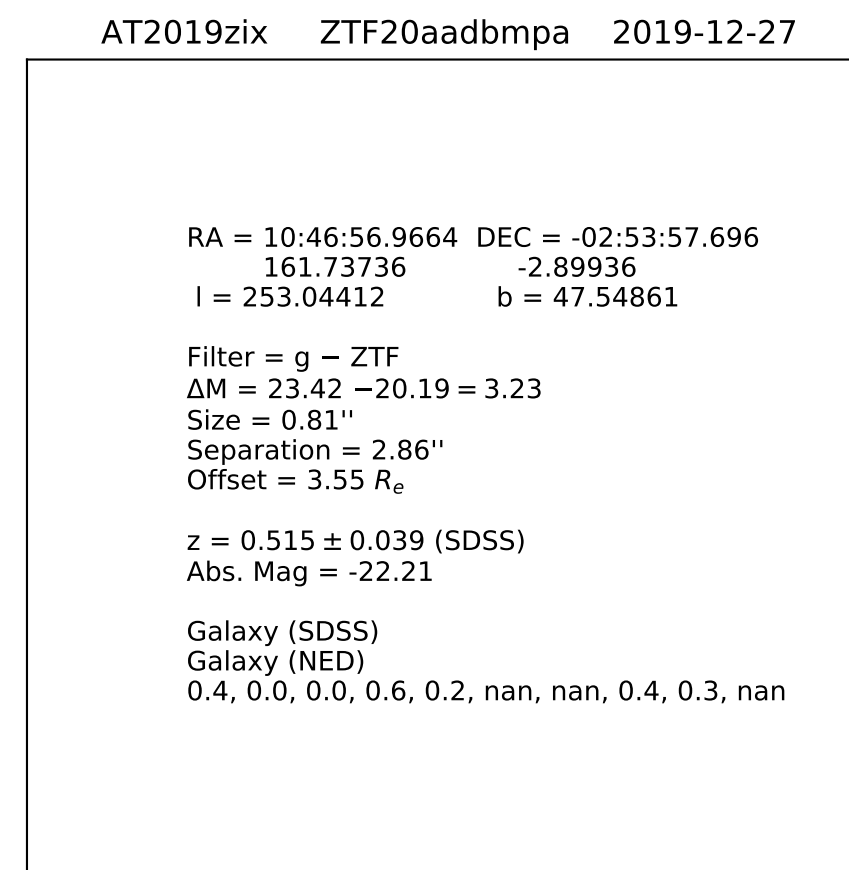 AT2019zix ZTF20aadbmpa 2019-12-27
RA = 10:46:56.9664 DEC = -02:53:57.696
161.73736 -2.89936
l = 253.04412 b = 47.54861
Filter = g − ZTF
ΔM = 23.42 −20.19 = 3.23
Size = 0.81''
Separation = 2.86''
Offset = 3.55 Re
z = 0.515 ± 0.039 (SDSS)
Abs. Mag = -22.21
Galaxy (SDSS)
Galaxy (NED)
0.4, 0.0, 0.0, 0.6, 0.2, nan, nan, 0.4, 0.3, nan